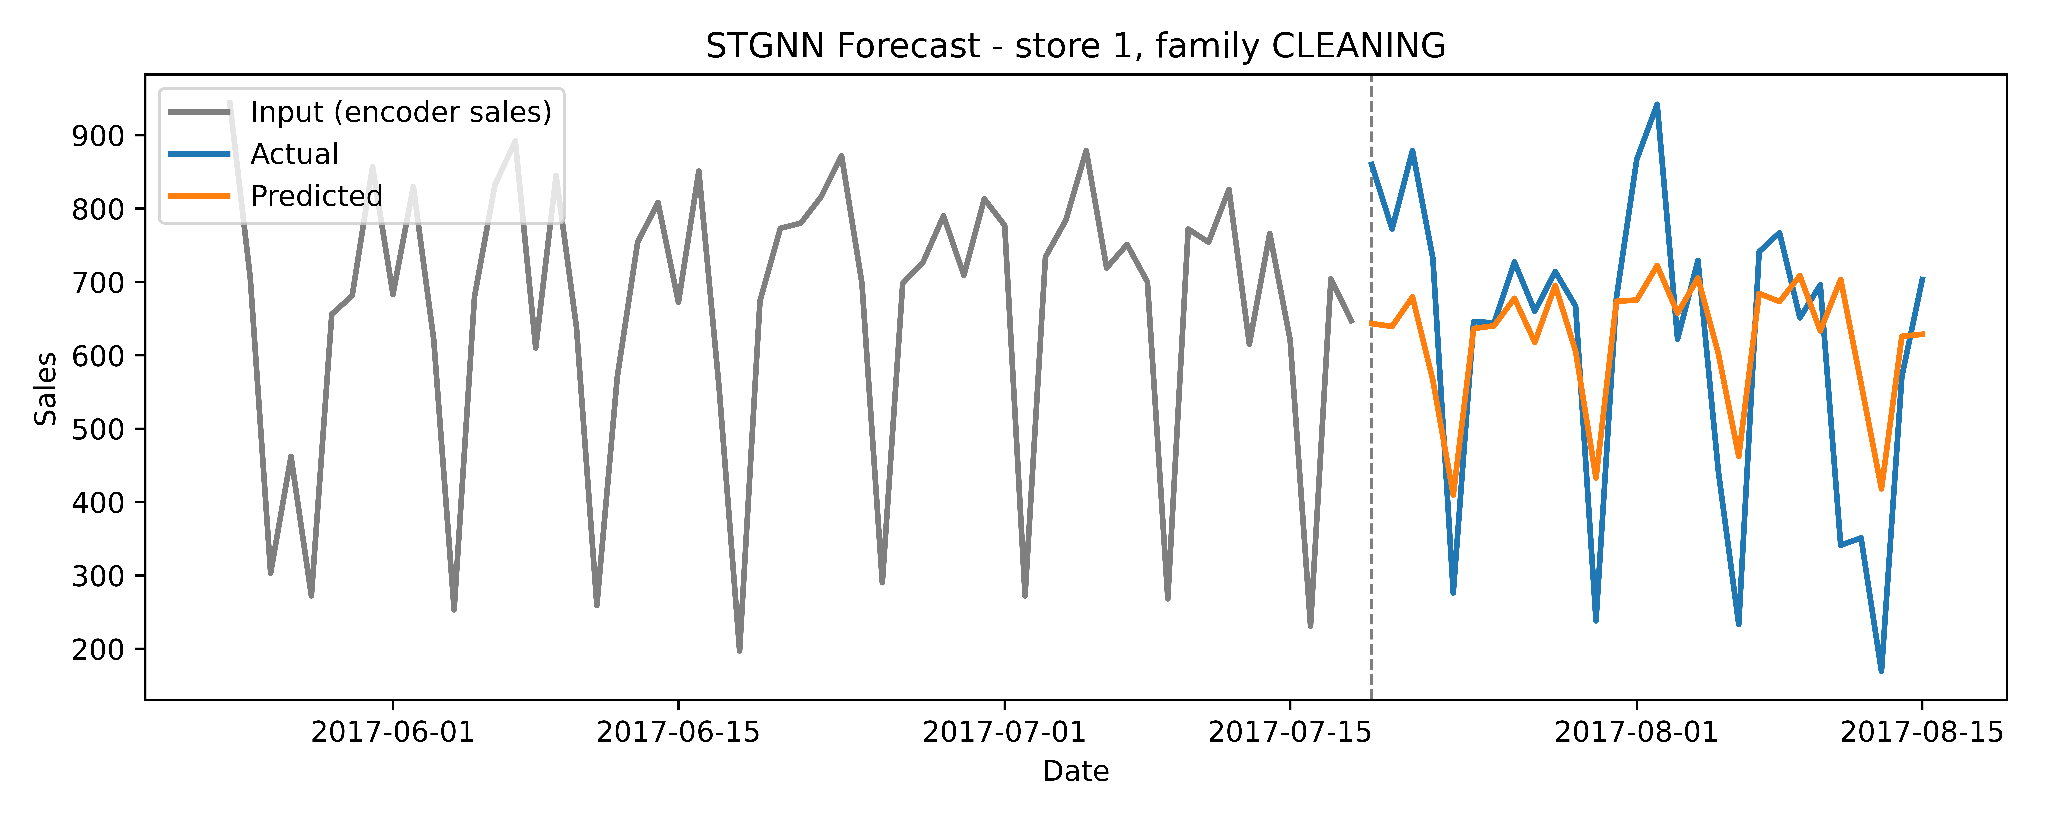 STGNN Forecast - store 1, family CLEANING
Input (encoder sales)
Actual
Predicted
900
800
700
600
500
400
300
200
Sales
2017-06-01 2017-06-15 2017-07-01 2017-07-15 2017-08-01 2017-08-15
Date